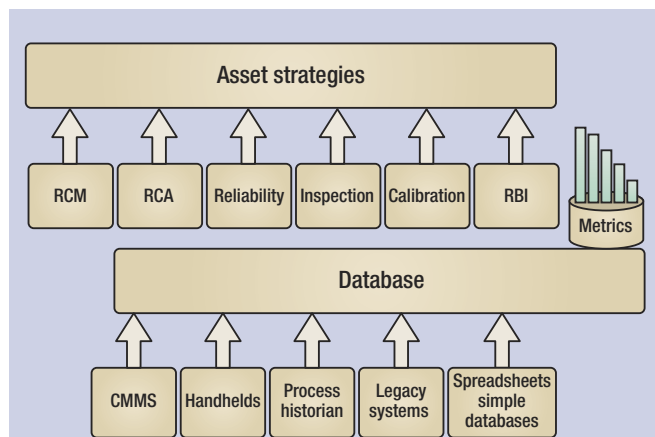 Asset strategies
RCM
RCA
Reliability
Inspection
Calibration
RBI
Metrics
Database
CMMS
Handhelds
Process
historian
Legacy
systems
Spreadsheets
simple
databases